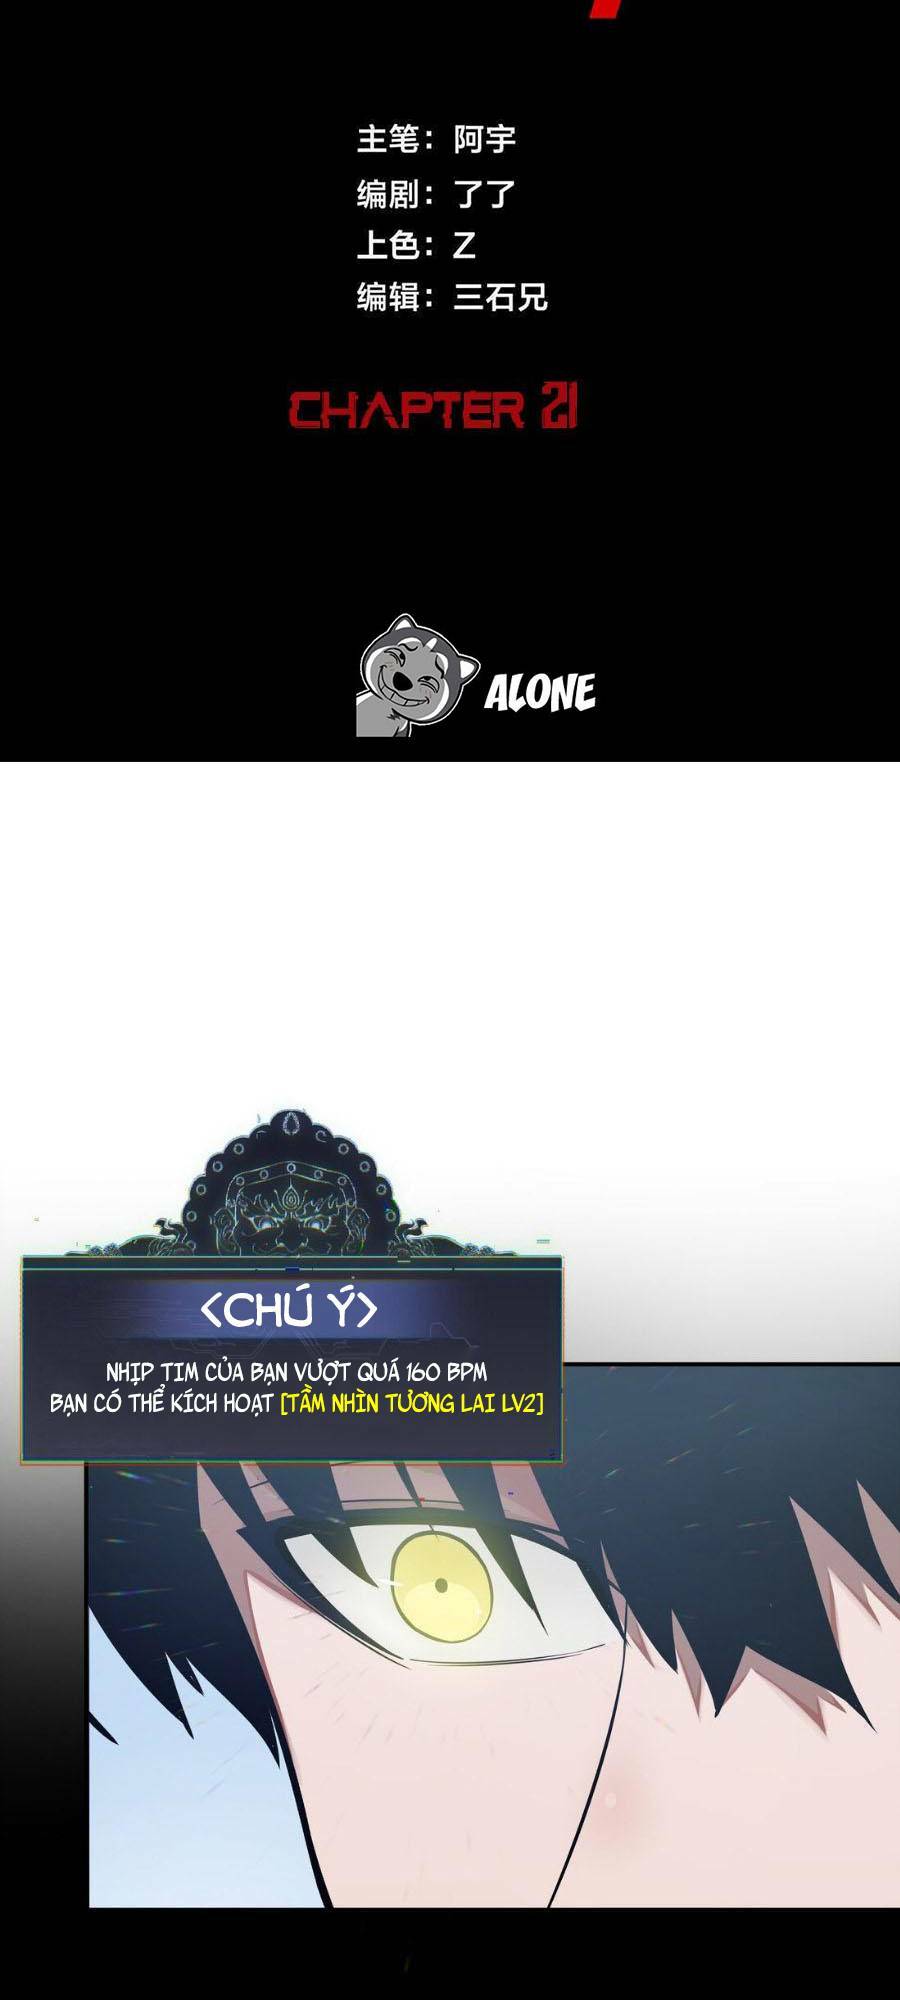 主笔：阿宇
编剧：了了
上色：Z
编辑：三石兄
CHAPTER 21
ALONE
<CHÚ Ý>
NHỊP TIM CỦA BẠN VƯỢT QUÁ 160 BPM
BẠN CÓ THỂ KÍCH HOẠT [TẦM NHÌN TƯƠNG LAI LV2]